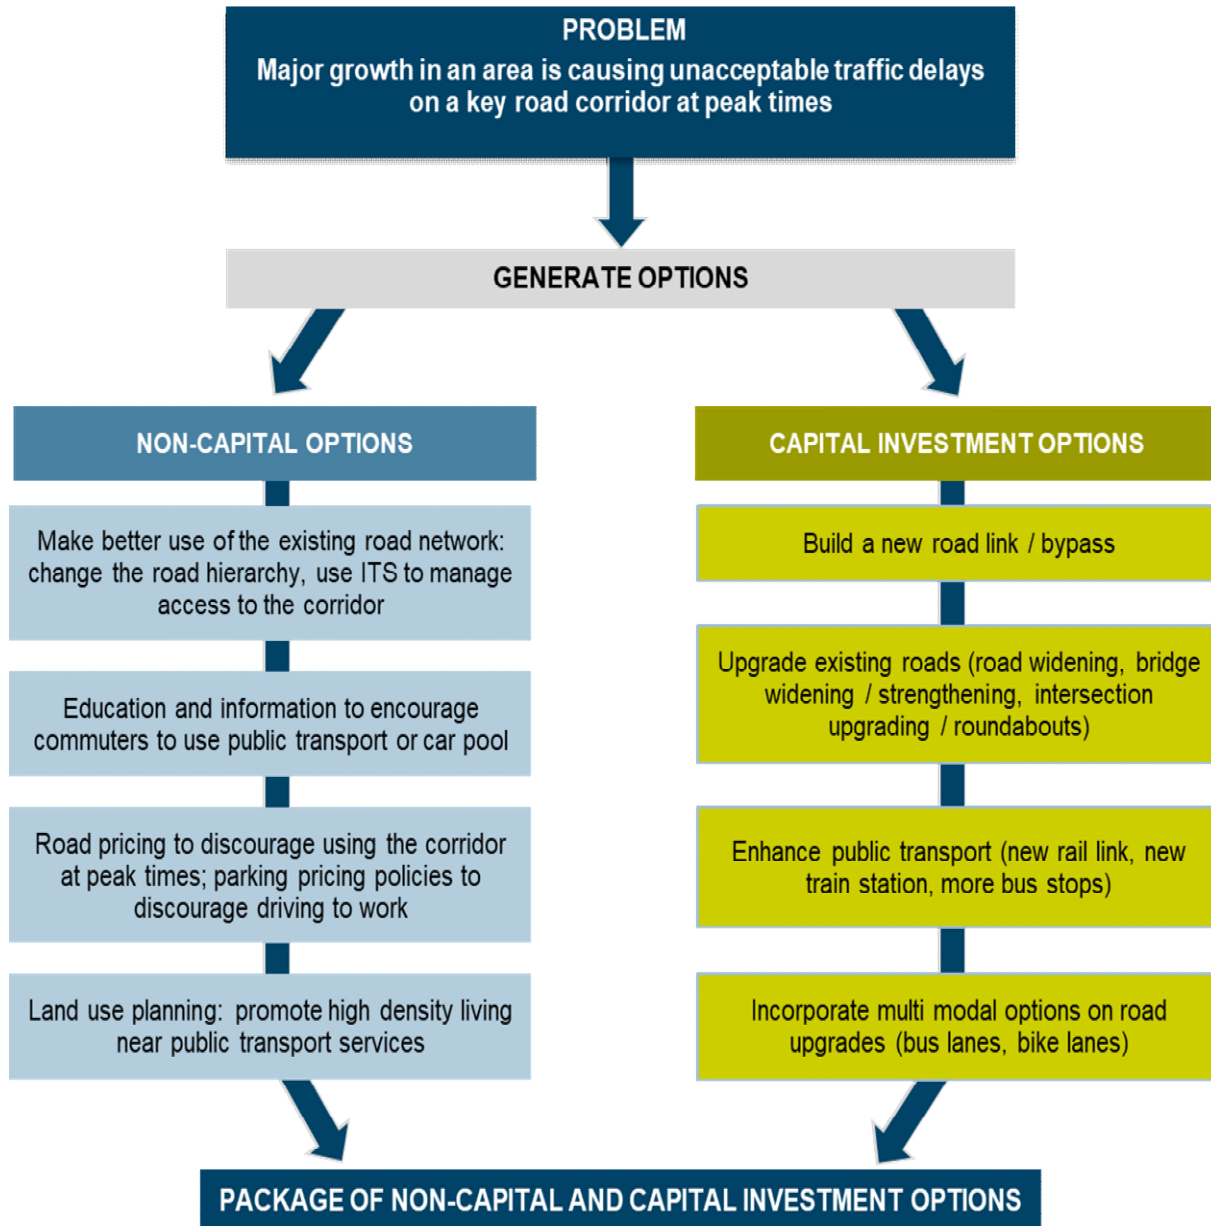 PROBLEM
Major growth in an area is causing unacceptable traffic delays
on a key road corridor at peak times
GENERATE OPTIONS
NON-CAPITAL OPTIONS
Make better use of the existing road network:
change the road hierarchy, use ITS to manage
access to the corridor
Education and information to encourage
commuters to use public transport or car pool
Road pricing to discourage using the corridor
at peak times; parking pricing policies to
discourage driving to work
Land use planning: promote high density living
near public transport services
CAPITAL INVESTMENT OPTIONS
Build a new road link / bypass
Upgrade existing roads (road widening, bridge
widening / strengthening, intersection
upgrading / roundabouts)
Enhance public transport (new rail link, new
train station, more bus stops)
Incorporate multi modal options on road
upgrades (bus lanes, bike lanes)
PACKAGE OF NON-CAPITAL AND CAPITAL INVESTMENT OPTIONS